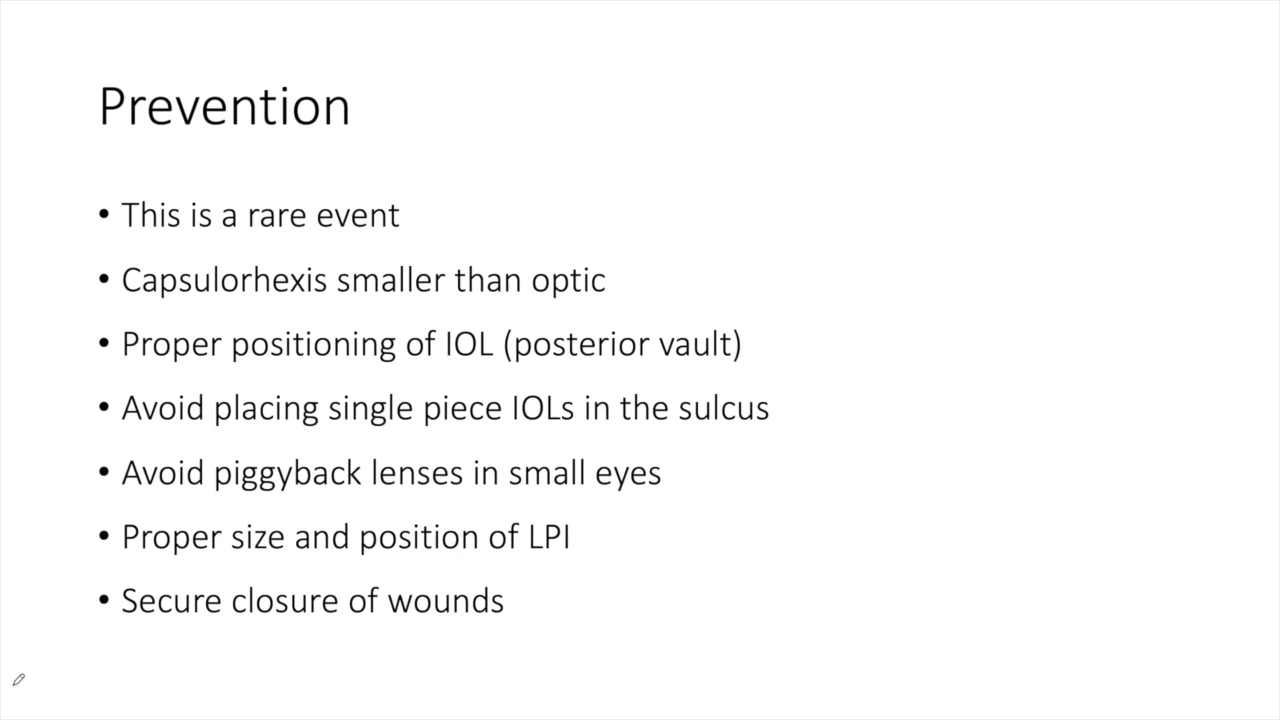 Prevention
• This is a rare event
• Capsulorhexis smaller than optic
• Proper positioning of IOL (posterior vault)
• Avoid placing single piece IOLs in the sulcus
• Avoid piggyback lenses in small eyes
• Proper size and position of LPI
• Secure closure of wounds